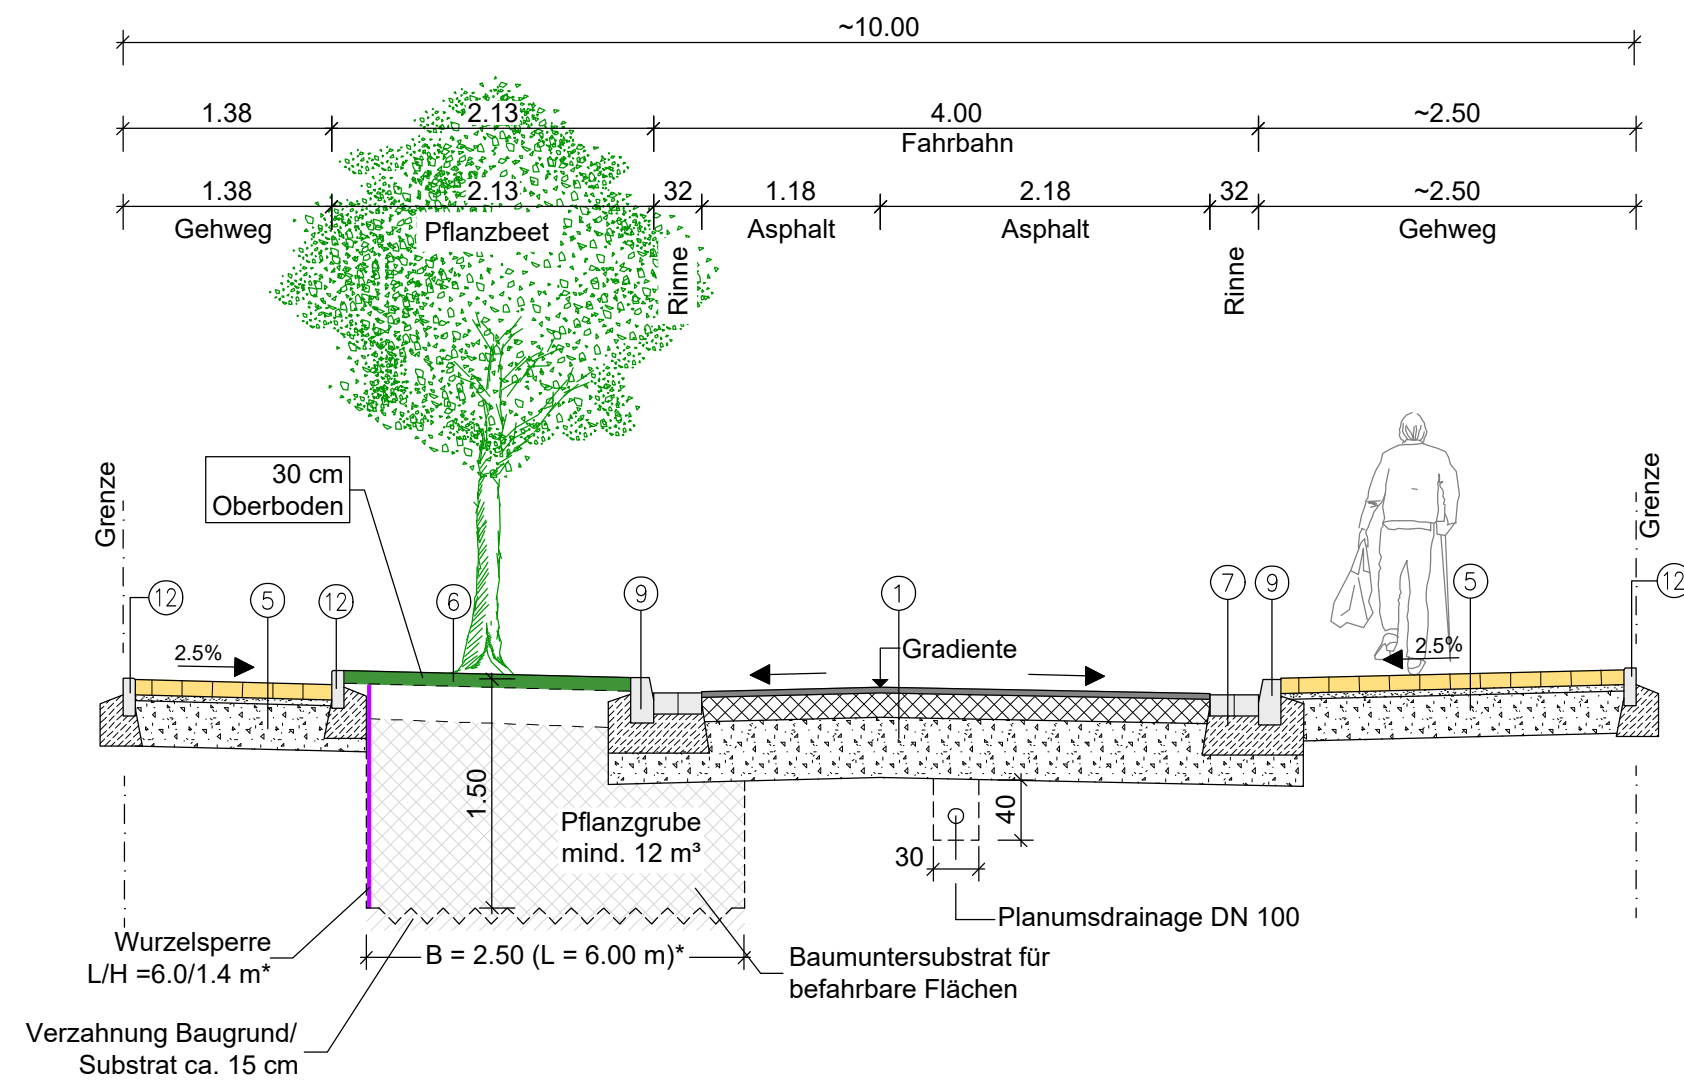 ~10.00
1.38
2.13
4.00
~2.50
Fahrbahn
1.38
2.13
32
1.18
2.18
32
~2.50
Gehweg
Pflanzbeet
Rinne
Asphalt
Asphalt
Rinne
Gehweg
30 cm
Oberboden
Grenze
Grenze
12
5
12
6
9
1
7
9
5
12
2.5%
Gradiente
2.5%
1.50
Pflanzgrube
mind. 12 m³
40
30
Planumsdrainage DN 100
Wurzelsperre
L/H =6.0/1.4 m*
B = 2.50 (L = 6.00 m)*
Baumuntersubstrat für
befahrbare Flächen
Verzahnung Baugrund/
Substrat ca. 15 cm